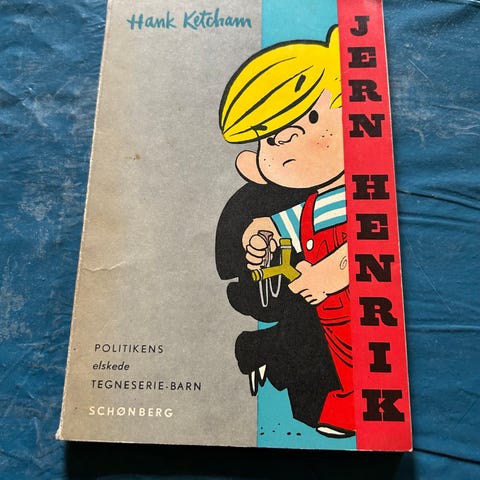 Hank Ketcham
JERN HENRIK
POLITIKENS
elskede
TEGNESERIE-BARN
SCHØNBERG